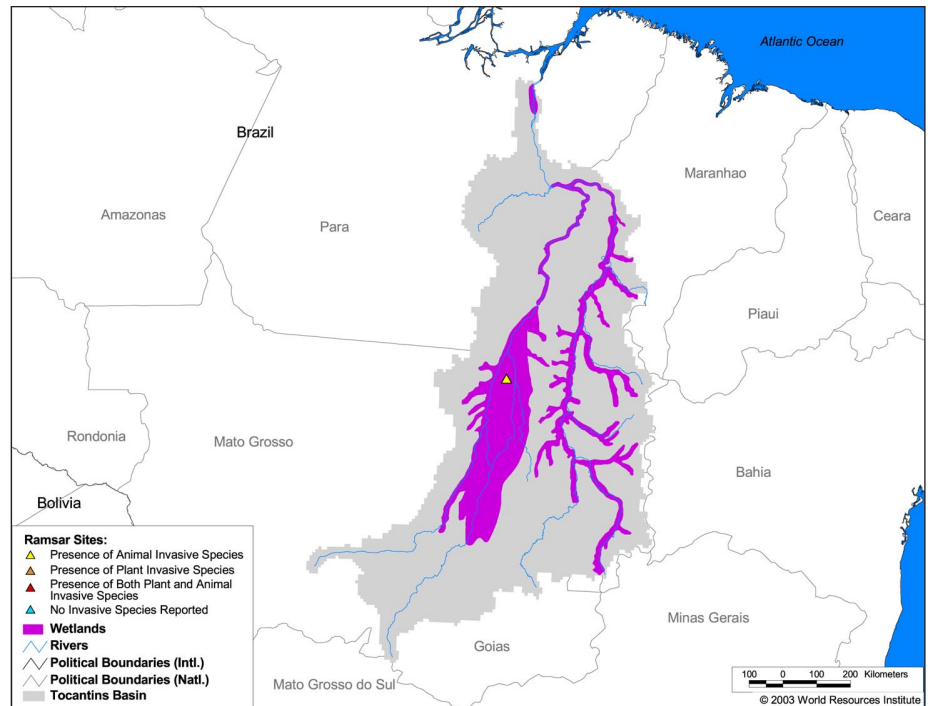 Atlantic Ocean
Brazil
Maranhao
Amazonas
Para
Ceara
Piaui
Rondonia
Mato Grosso
Bahia
Bolivia
Ramsar Sites:
Presence of Animal Invasive Species
Presence of Plant Invasive Species
Presence of Both Plant and Animal
Invasive Species
No Invasive Species Reported
Wetlands
Rivers
Political Boundaries (Intl.)
Political Boundaries (Natl.)
Tocantins Basin
Goias
Minas Gerais
Mato Grosso do Sul
100 0 100 200 Kilometers
© 2003 World Resources Institute